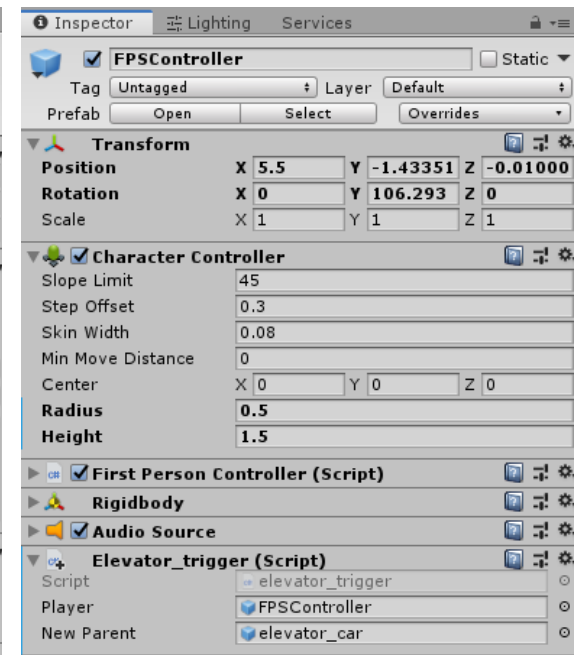 Inspector Lighting Services
FPSController Static
Tag Untagged Layer Default
Prefab Open Select Overrides
Transform
Position X 5.5 Y -1.43351 Z -0.01000
Rotation X 0 Y 106.293 Z 0
Scale X 1 Y 1 Z 1
Character Controller
Slope Limit 45
Step Offset 0.3
Skin Width 0.08
Min Move Distance 0
Center X 0 Y 0 Z 0
Radius 0.5
Height 1.5
First Person Controller (Script)
Rigidbody
Audio Source
Elevator_trigger (Script)
Script elevator_trigger
Player FPSController
New Parent elevator_car